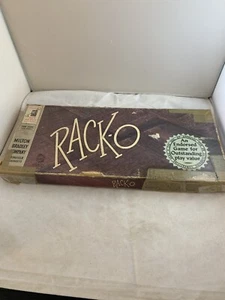 MILTON
BRADLEY
COMPANY
RACK-O
An
Endorsed
Game for
Outstanding
play value!
RACK-O